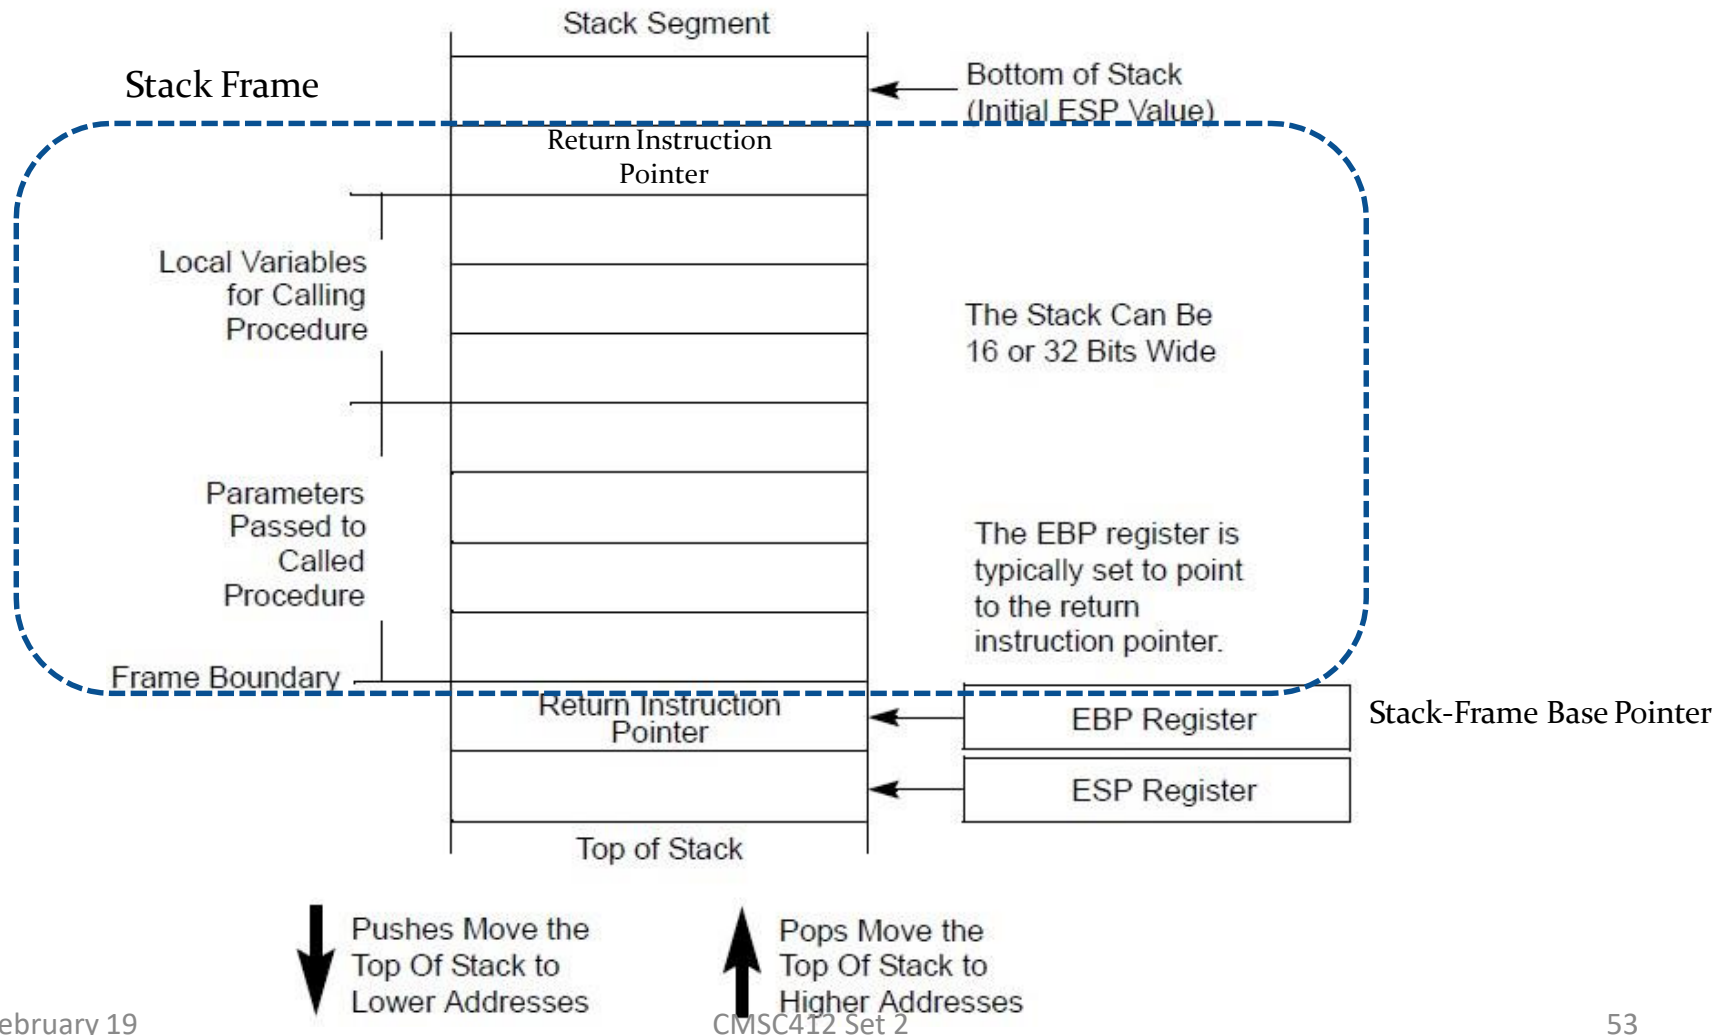 Stack Segment
Stack Frame
Bottom of Stack
(Initial ESP Value)
Return Instruction
Pointer
Local Variables
for Calling
Procedure
The Stack Can Be
16 or 32 Bits Wide
Parameters
Passed to
Called
Procedure
The EBP register is
typically set to point
to the return
instruction pointer.
Frame Boundary
Return Instruction
Pointer
EBP Register
Stack-Frame Base Pointer
ESP Register
Top of Stack
Pushes Move the
Top Of Stack to
Lower Addresses
Pops Move the
Top Of Stack to
Higher Addresses
ebruary 19
CMSC412 Set 2
53